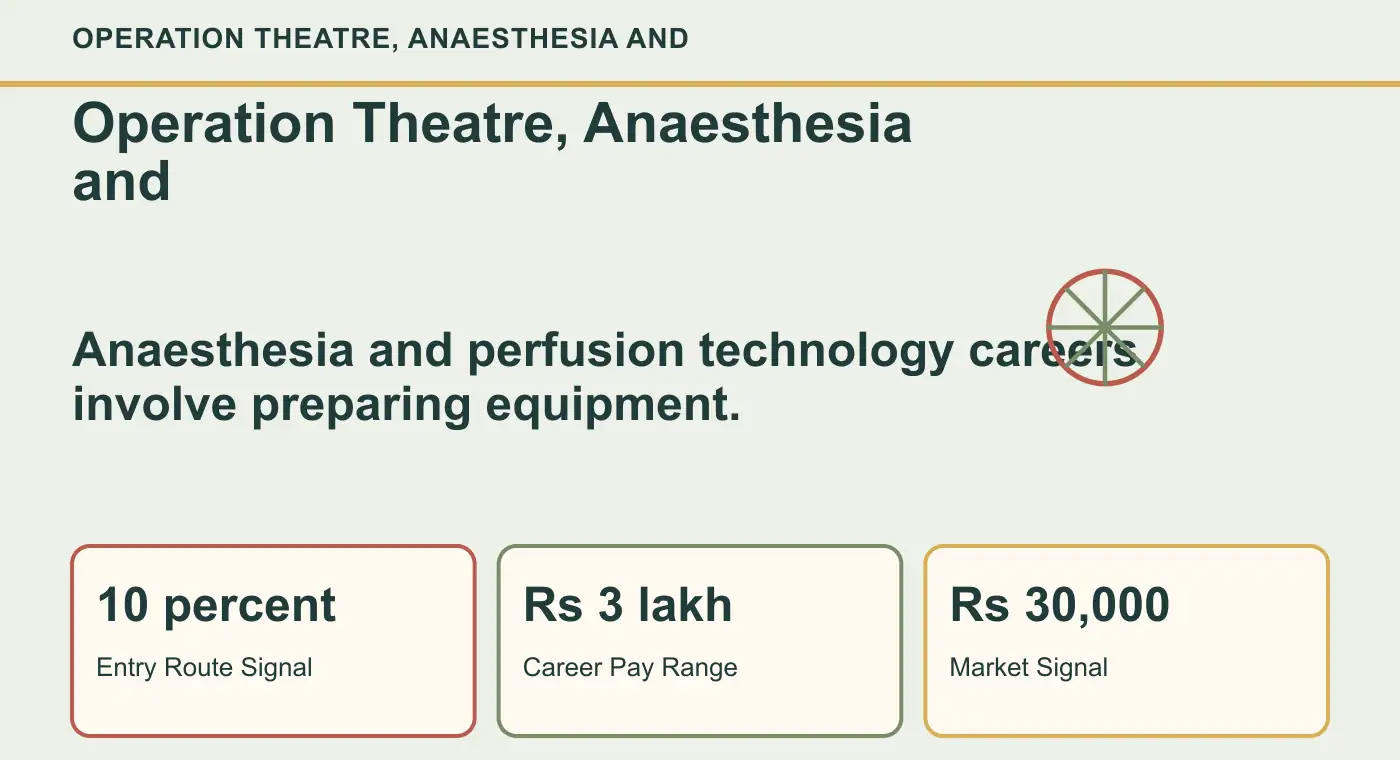 OPERATION THEATRE, ANAESTHESIA AND
Operation Theatre, Anaesthesia
and
Anaesthesia and perfusion technology careers
involve preparing equipment.
10 percent
Entry Route Signal
Rs 3 lakh
Career Pay Range
Rs 30,000
Market Signal